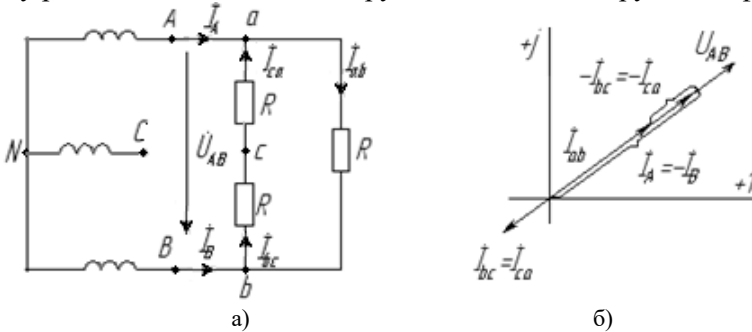 A
İ_A
a
İ_ca
İ_ab
R
R
N
C
U̇_AB
c
R
B
İ_B
İ_bc
b
а)
+j
U_AB
-İ_bc=-İ_ca
İ_ab
İ_A=-İ_B
+1
İ_bc=İ_ca
б)